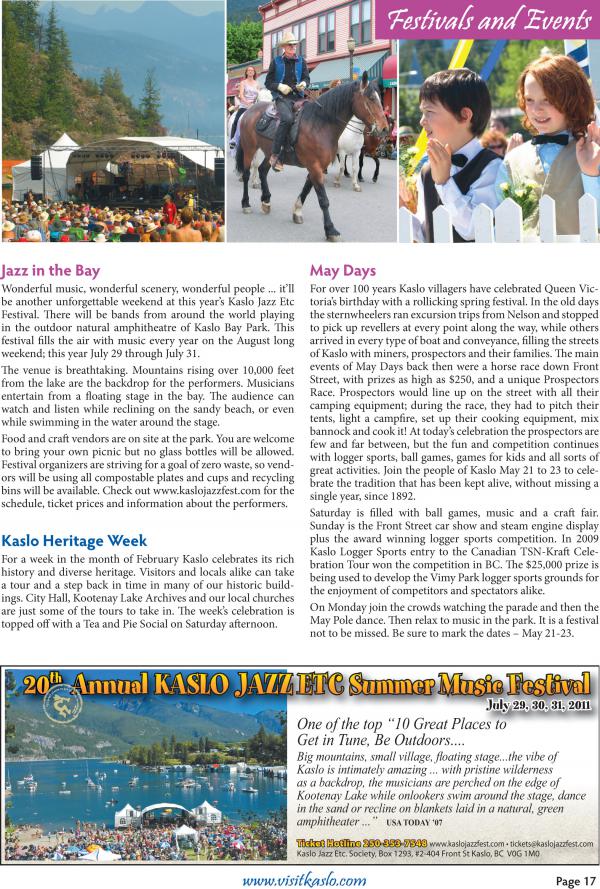 Festivals and Events
Jazz in the Bay
Wonderful music, wonderful scenery, wonderful people ... it'll
be another unforgettable weekend at this year's Kaslo Jazz Etc
Festival. There will be bands from around the world playing
in the outdoor natural amphitheatre of Kaslo Bay Park. This
festival fills the air with music every year on the August long
weekend; this year July 29 through July 31.
The venue is breathtaking. Mountains rising over 10,000 feet
from the lake are the backdrop for the performers. Musicians
entertain from a floating stage in the bay. The audience can
watch and listen while reclining on the sandy beach, or even
while swimming in the water around the stage.
Food and craft vendors are on site at the park. You are welcome
to bring your own picnic but no glass bottles will be allowed.
Festival organizers are striving for a goal of zero waste, so vend-
ors will be using all compostable plates and cups and recycling
bins will be available. Check out www.kaslojazzfest.com for the
schedule, ticket prices and information about the performers.
Kaslo Heritage Week
For a week in the month of February Kaslo celebrates its rich
history and diverse heritage. Visitors and locals alike can take
a tour and a step back in time in many of our historic build-
ings. City Hall, Kootenay Lake Archives and our local churches
are just some of the tours to take in. The week's celebration is
topped off with a Tea and Pie Social on Saturday afternoon.
May Days
For over 100 years Kaslo villagers have celebrated Queen Vic-
toria's birthday with a rollicking spring festival. In the old days
the sternwheelers ran excursion trips from Nelson and stopped
to pick up revellers at every point along the way, while others
arrived in every type of boat and conveyance, filling the streets
of Kaslo with miners, prospectors and their families. The main
events of May Days back then were a horse race down Front
Street, with prizes as high as $250, and a unique Prospectors
Race. Prospectors would line up on the street with all their
camping equipment; during the race, they had to pitch their
tents, light a campfire, set up their cooking equipment, mix
bannock and cook it! At today's celebration the prospectors are
few and far between, but the fun and competition continues
with logger sports, ball games, games for kids and all sorts of
great activities. Join the people of Kaslo May 21 to 23 to cele-
brate the tradition that has been kept alive, without missing a
single year, since 1892.
Saturday is filled with ball games, music and a craft fair.
Sunday is the Front Street car show and steam engine display
plus the award winning logger sports competition. In 2009
Kaslo Logger Sports entry to the Canadian TSN-Kraft Cele-
bration Tour won the competition in BC. The $25,000 prize is
being used to develop the Vimy Park logger sports grounds for
the enjoyment of competitors and spectators alike.
On Monday join the crowds watching the parade and then the
May Pole dance. Then relax to music in the park. It is a festival
not to be missed. Be sure to mark the dates – May 21-23.
20th Annual KASLO JAZZ ETC Summer Music Festival
July 29, 30, 31, 2011
One of the top "10 Great Places to
Get in Tune, Be Outdoors....
Big mountains, small village, floating stage...the vibe of
Kaslo is intimately amazing ... with pristine wilderness
as a backdrop, the musicians are perched on the edge of
Kootenay Lake while onlookers swim around the stage, dance
in the sand or recline on blankets laid in a natural, green
amphitheater ..." USA TODAY '07
Ticket Hotline 250-353-7548 www.kaslojazzfest.com • tickets@kaslojazzfest.com
Kaslo Jazz Etc. Society, Box 1293, #2-404 Front St Kaslo, BC V0G 1M0
www.visitkaslo.com
Page 17